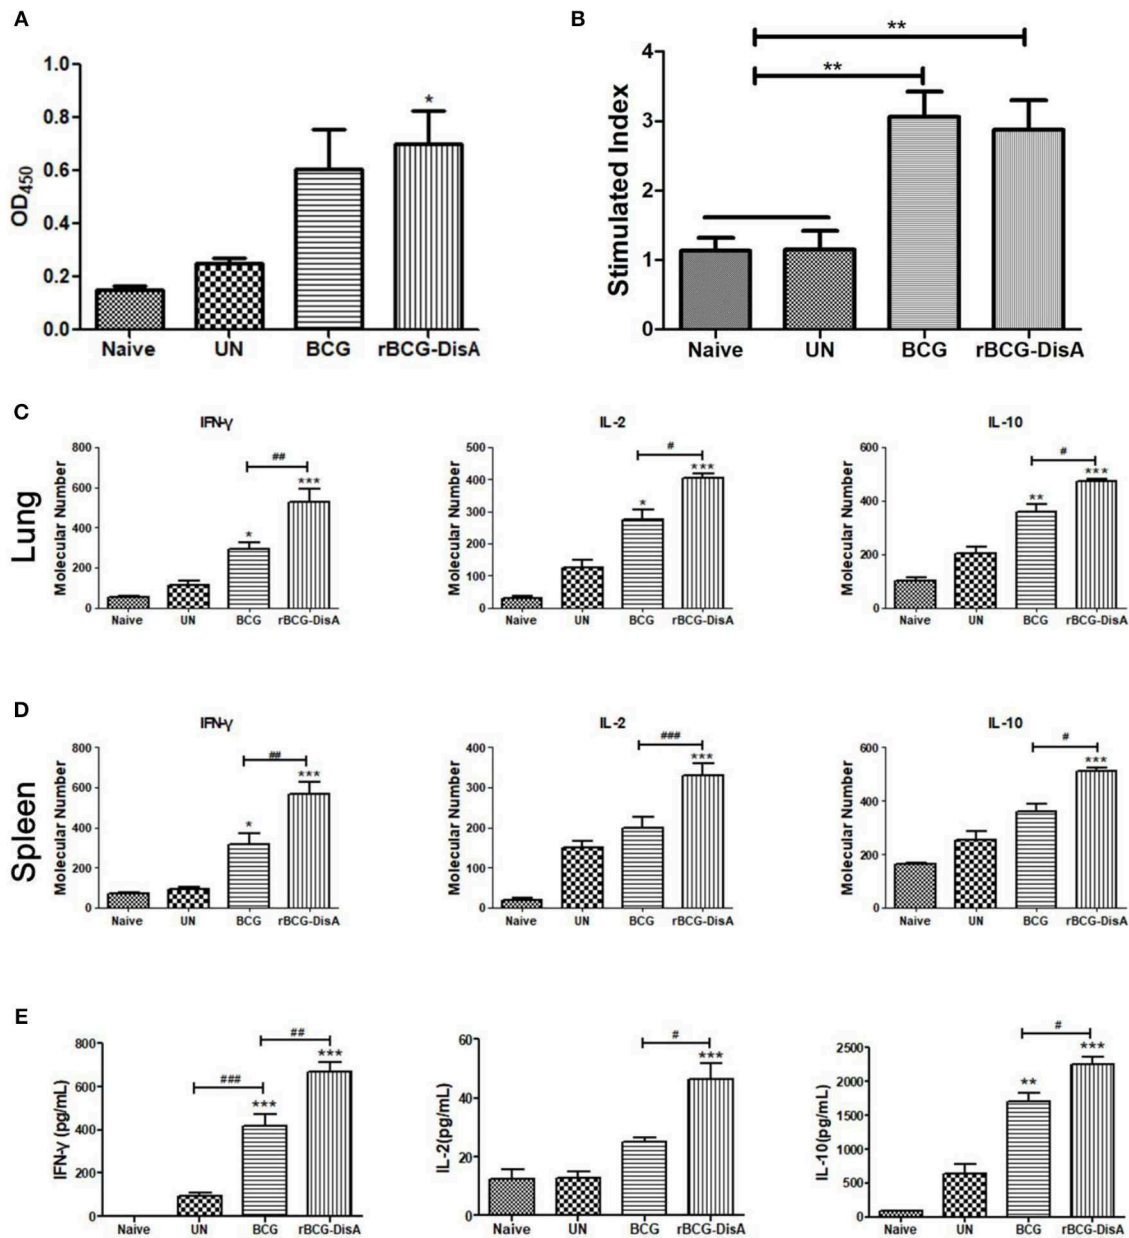 A
OD450
1.0
0.8
0.6
0.4
0.2
0.0
*
Naive UN BCG rBCG-DisA
B
Stimulated Index
4
3
2
1
0
**
**
Naive UN BCG rBCG-DisA
C
Lung
IFN-γ
Molecular Number
800
600
400
200
0
##
***
*
Naive UN BCG rBCG-DisA
IL-2
Molecular Number
500
400
300
200
100
0
#
***
*
Naive UN BCG rBCG-DisA
IL-10
Molecular Number
600
400
200
0
#
***
**
Naive UN BCG rBCG-DisA
D
Spleen
IFN-γ
Molecular Number
800
600
400
200
0
##
***
*
Naive UN BCG rBCG-DisA
IL-2
Molecular Number
400
300
200
100
0
###
***
Naive UN BCG rBCG-DisA
IL-10
Molecular Number
600
400
200
0
#
***
Naive UN BCG rBCG-DisA
E
IFN-γ (pg/mL)
800
600
400
200
0
##
***
###
***
Naive UN BCG rBCG-DisA
IL-2(pg/mL)
60
40
20
0
#
***
Naive UN BCG rBCG-DisA
IL-10(pg/mL)
2500
2000
1500
1000
500
0
#
***
**
Naive UN BCG rBCG-DisA